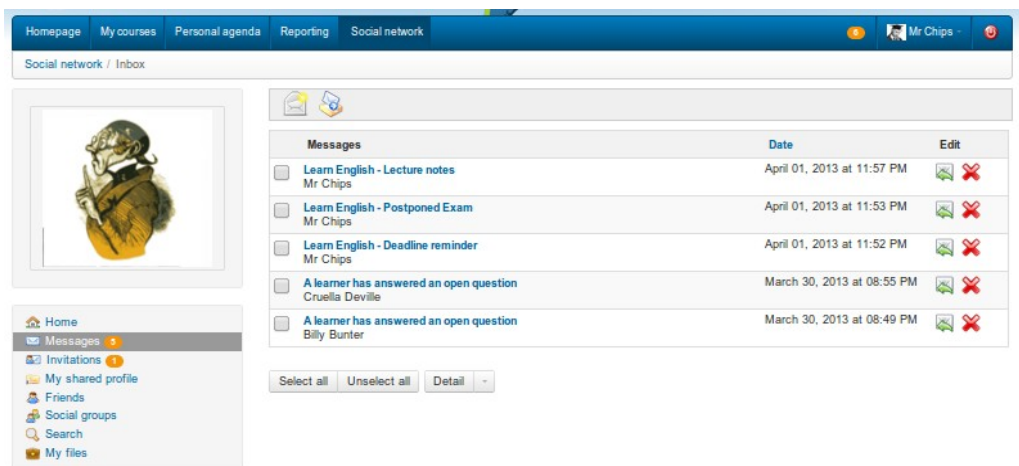 Homepage My courses Personal agenda Reporting Social network 6 Mr Chips
Social network / Inbox
Messages Date Edit
Learn English - Lecture notes April 01, 2013 at 11:57 PM
Mr Chips
Learn English - Postponed Exam April 01, 2013 at 11:53 PM
Mr Chips
Learn English - Deadline reminder April 01, 2013 at 11:52 PM
Mr Chips
A learner has answered an open question March 30, 2013 at 08:55 PM
Cruella Deville
A learner has answered an open question March 30, 2013 at 08:49 PM
Billy Bunter
Select all Unselect all Detail
Home
Messages 5
Invitations 1
My shared profile
Friends
Social groups
Search
My files